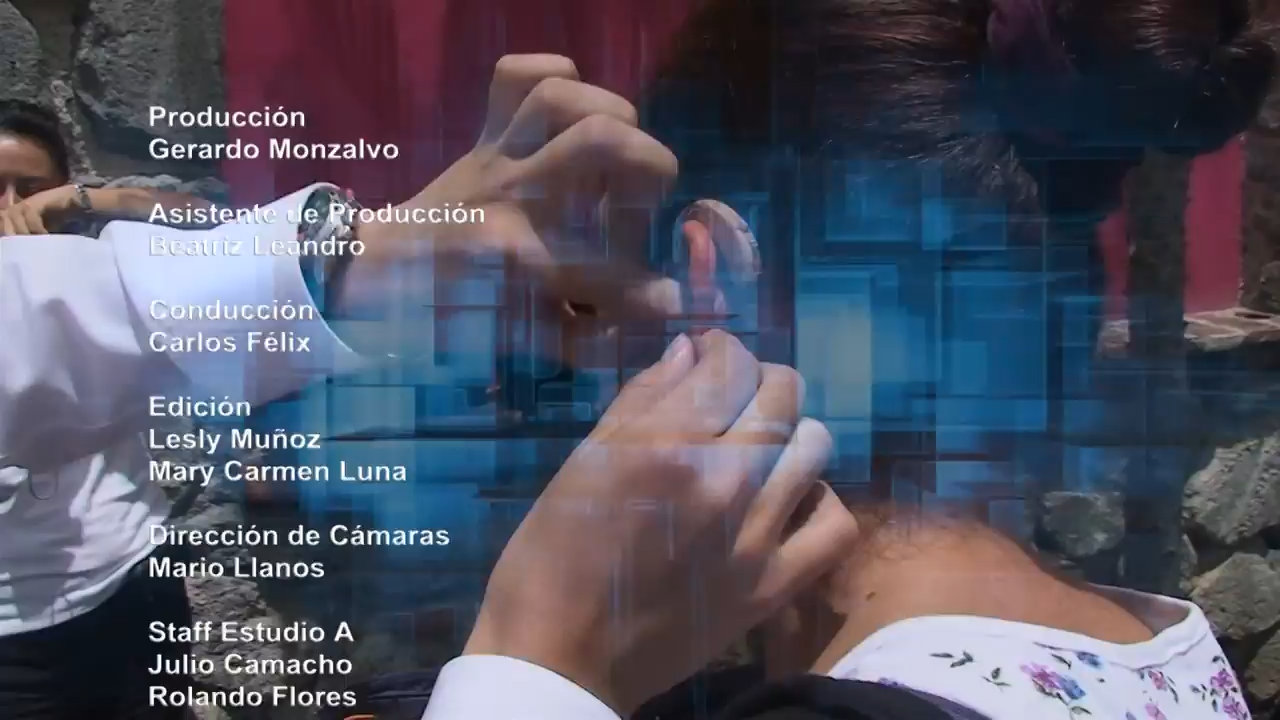 Producción
Gerardo Monzalvo
Asistente de Producción
Beatriz Leandro
Conducción
Carlos Félix
Edición
Lesly Muñoz
Mary Carmen Luna
Dirección de Cámaras
Mario Llanos
Staff Estudio A
Julio Camacho
Rolando Flores